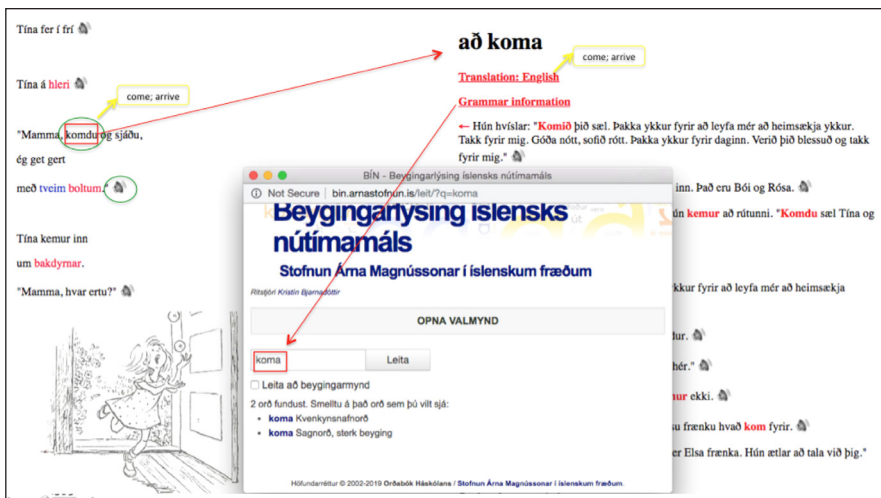 Tína fer í frí
Tína á hleri
come; arrive
"Mamma, komdu og sjáðu,
ég get gert
með tveim boltum."
Tína kemur inn
um bakdyrnar.
"Mamma, hvar ertu?"
að koma
come; arrive
Translation: English
Grammar information
← Hún hvíslar: "Komið þið sæl. Þakka ykkur fyrir að leyfa mér að heimsækja ykkur.
Takk fyrir mig. Góða nótt, sofið rótt. Þakka ykkur fyrir daginn. Verið þið blessuð og takk
fyrir mig."
inn. Það eru Bói og Rósa.
ún kemur að rútunni. "Komdu sæl Tína og
kkur fyrir að leyfa mér að heimsækja
dur.
hér."
nur ekki.
su frænku hvað kom fyrir.
er Elsa frænka. Hún ætlar að tala við þig."
BÍN - Beygingarlýsing íslensks nútímamáls
Not Secure | bin.arnastofnun.is/leit/?q=koma
Beygingarlýsing íslensks
nútímamáls
Stofnun Árna Magnússonar í íslenskum fræðum
Ritstjóri Kristín Bjarnadóttir
OPNA VALMYND
koma Leita
Leita að beygingarmynd
2 orð fundust. Smelltu á það orð sem þú vilt sjá:
• koma Kvenkynsnafnorð
• koma Sagnorð, sterk beyging
Höfundarréttur © 2002-2019 Orðabók Háskólans / Stofnun Árna Magnússonar í íslenskum fræðum.